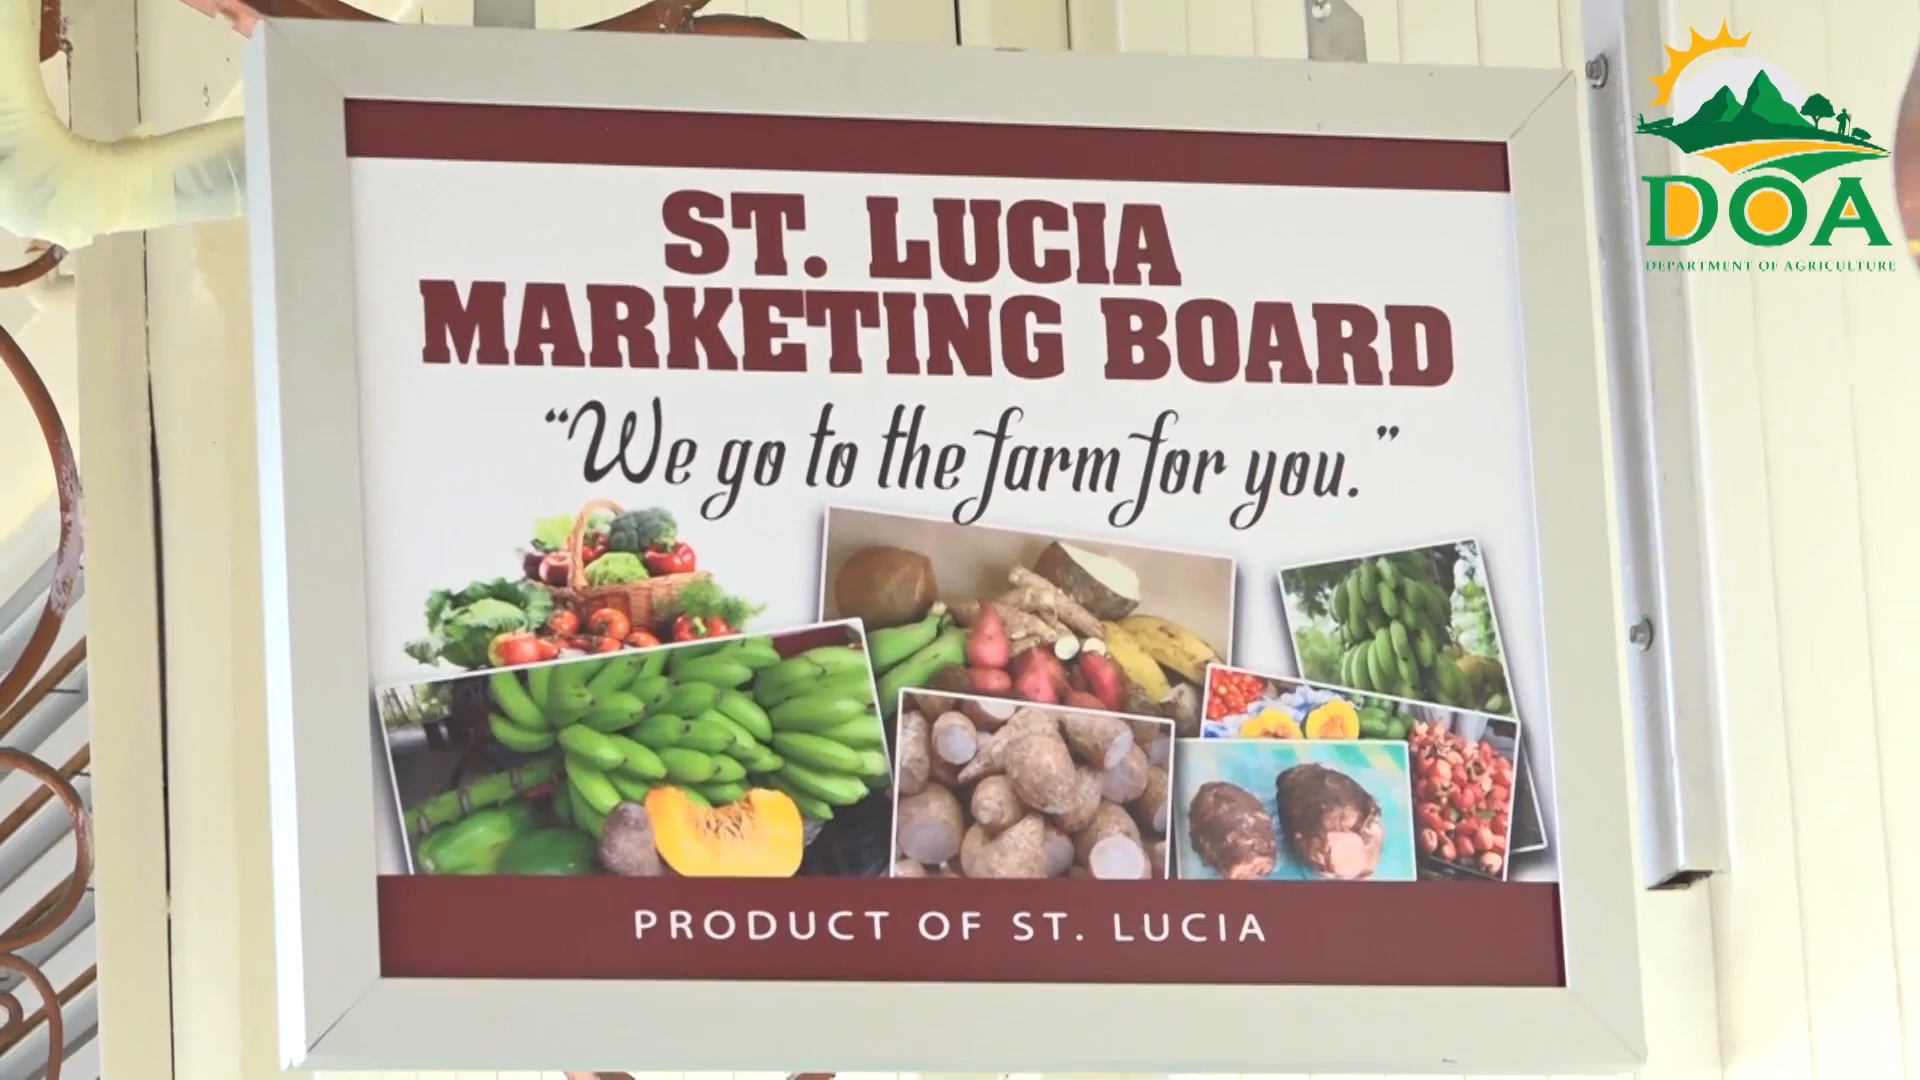 ST. LUCIA
MARKETING BOARD
“We go to the farm for you.”
PRODUCT OF ST. LUCIA
DOA
DEPARTMENT OF AGRICULTURE